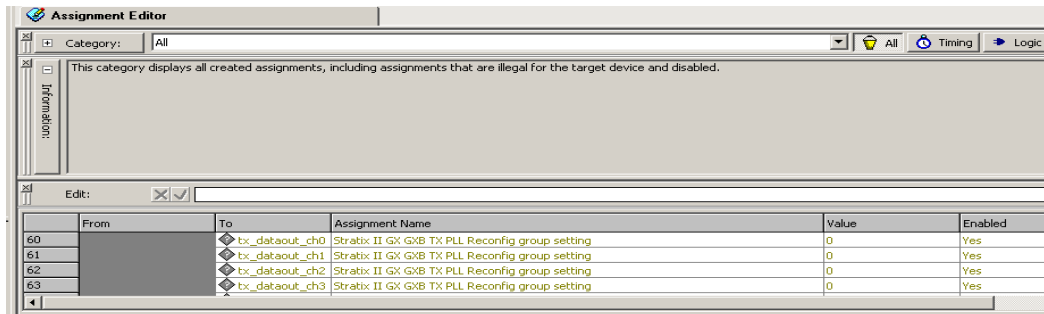 Assignment Editor
Category: All All Timing Logic
This category displays all created assignments, including assignments that are illegal for the target device and disabled.
Information:
Edit:
From To Assignment Name Value Enabled
60 tx_dataout_ch0 Stratix II GX GXB TX PLL Reconfig group setting 0 Yes
61 tx_dataout_ch1 Stratix II GX GXB TX PLL Reconfig group setting 0 Yes
62 tx_dataout_ch2 Stratix II GX GXB TX PLL Reconfig group setting 0 Yes
63 tx_dataout_ch3 Stratix II GX GXB TX PLL Reconfig group setting 0 Yes